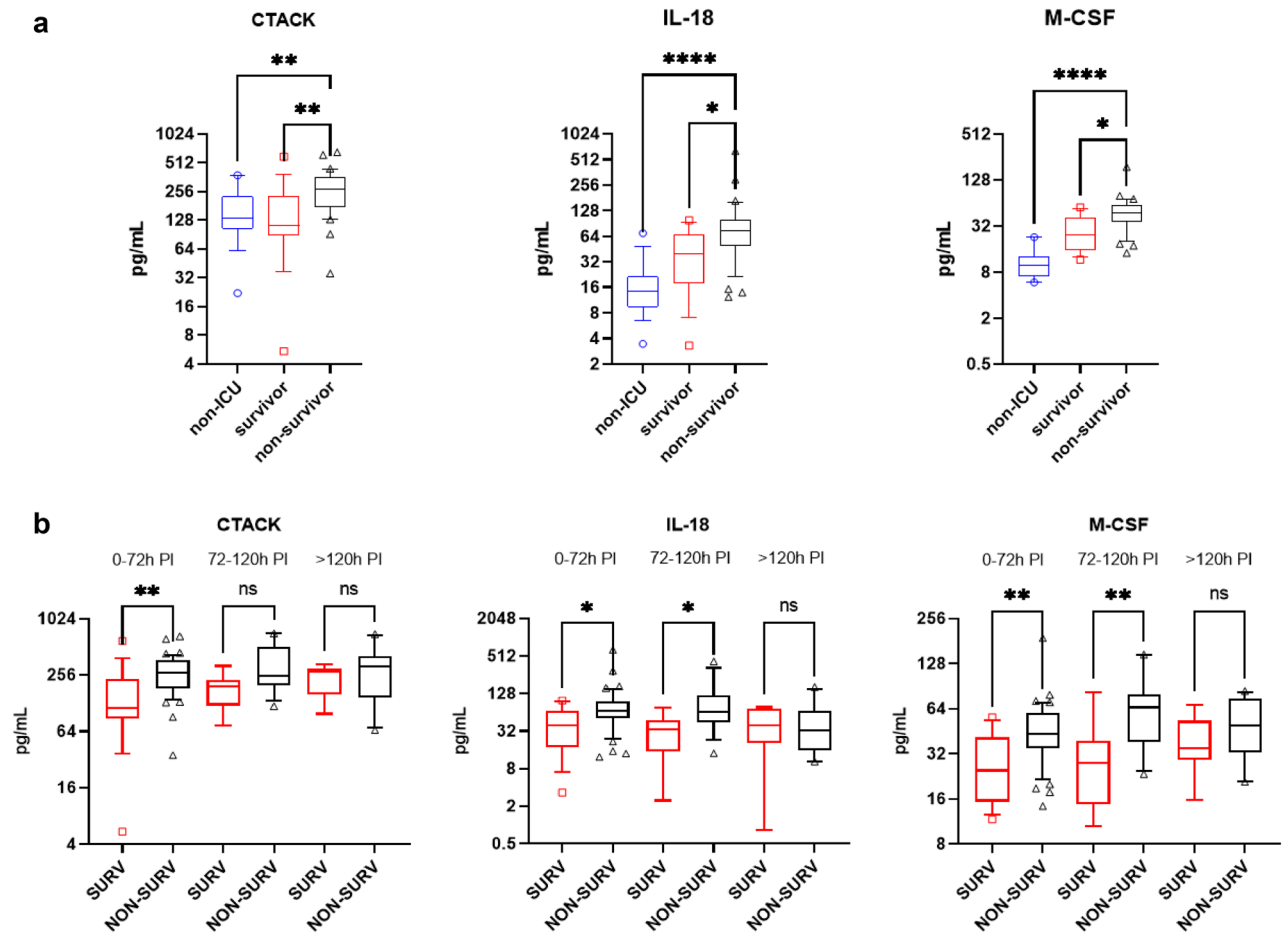 a
CTACK
IL-18
M-CSF
**
**
****
*
****
*
pg/mL
1024
512
256
128
64
32
16
8
4
non-ICU
survivor
non-survivor
pg/mL
1024
512
256
128
64
32
16
8
4
2
non-ICU
survivor
non-survivor
pg/mL
512
128
32
8
2
0.5
non-ICU
survivor
non-survivor
b
CTACK
0-72h PI 72-120h PI >120h PI
** ns ns
pg/mL
1024
256
64
16
4
SURV
NON-SURV
SURV
NON-SURV
SURV
NON-SURV
IL-18
0-72h PI 72-120h PI >120h PI
* * ns
pg/mL
2048
512
128
32
8
2
0.5
SURV
NON-SURV
SURV
NON-SURV
SURV
NON-SURV
M-CSF
0-72h PI 72-120h PI >120h PI
** ** ns
pg/mL
256
128
64
32
16
8
SURV
NON-SURV
SURV
NON-SURV
SURV
NON-SURV